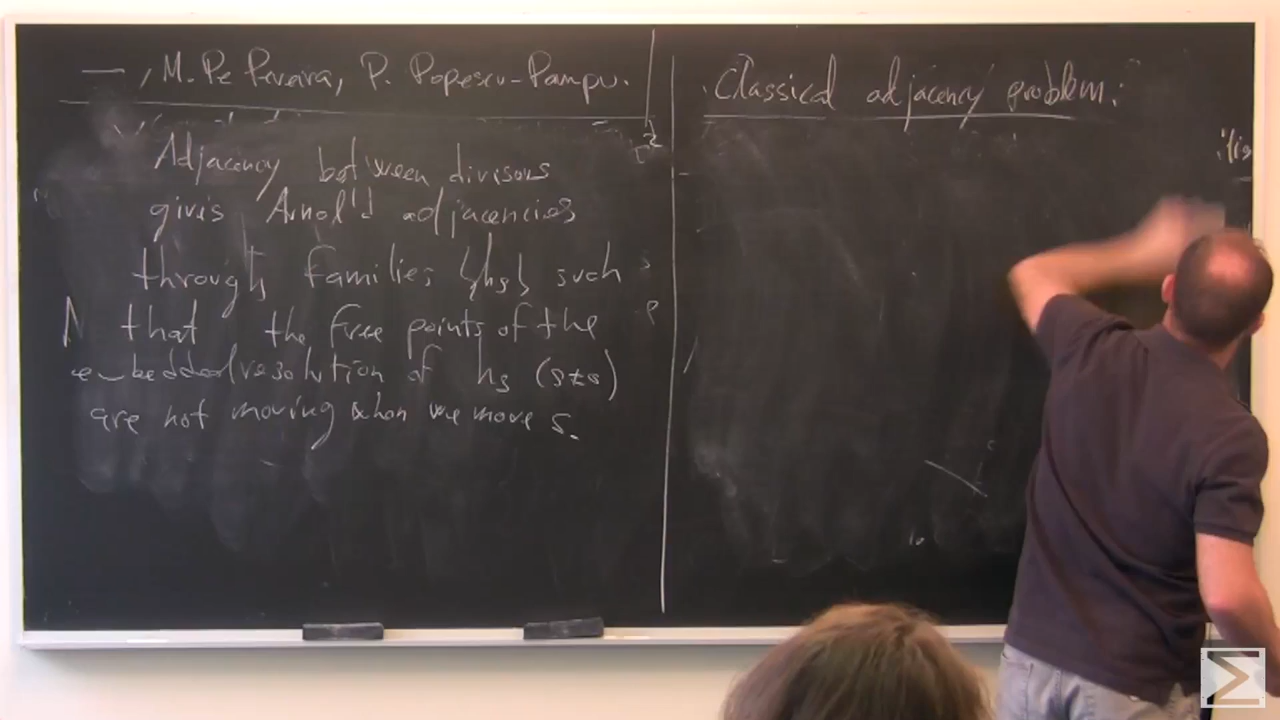 —, M. Pe Pereira, P. Popescu-Pampu.
Adjacency between divisors
gives Arnol'd adjacencies
through families {hs} such
that the free points of the
embedded resolution of hs (s≠0)
are not moving when we move s.
Classical adjacency problem: